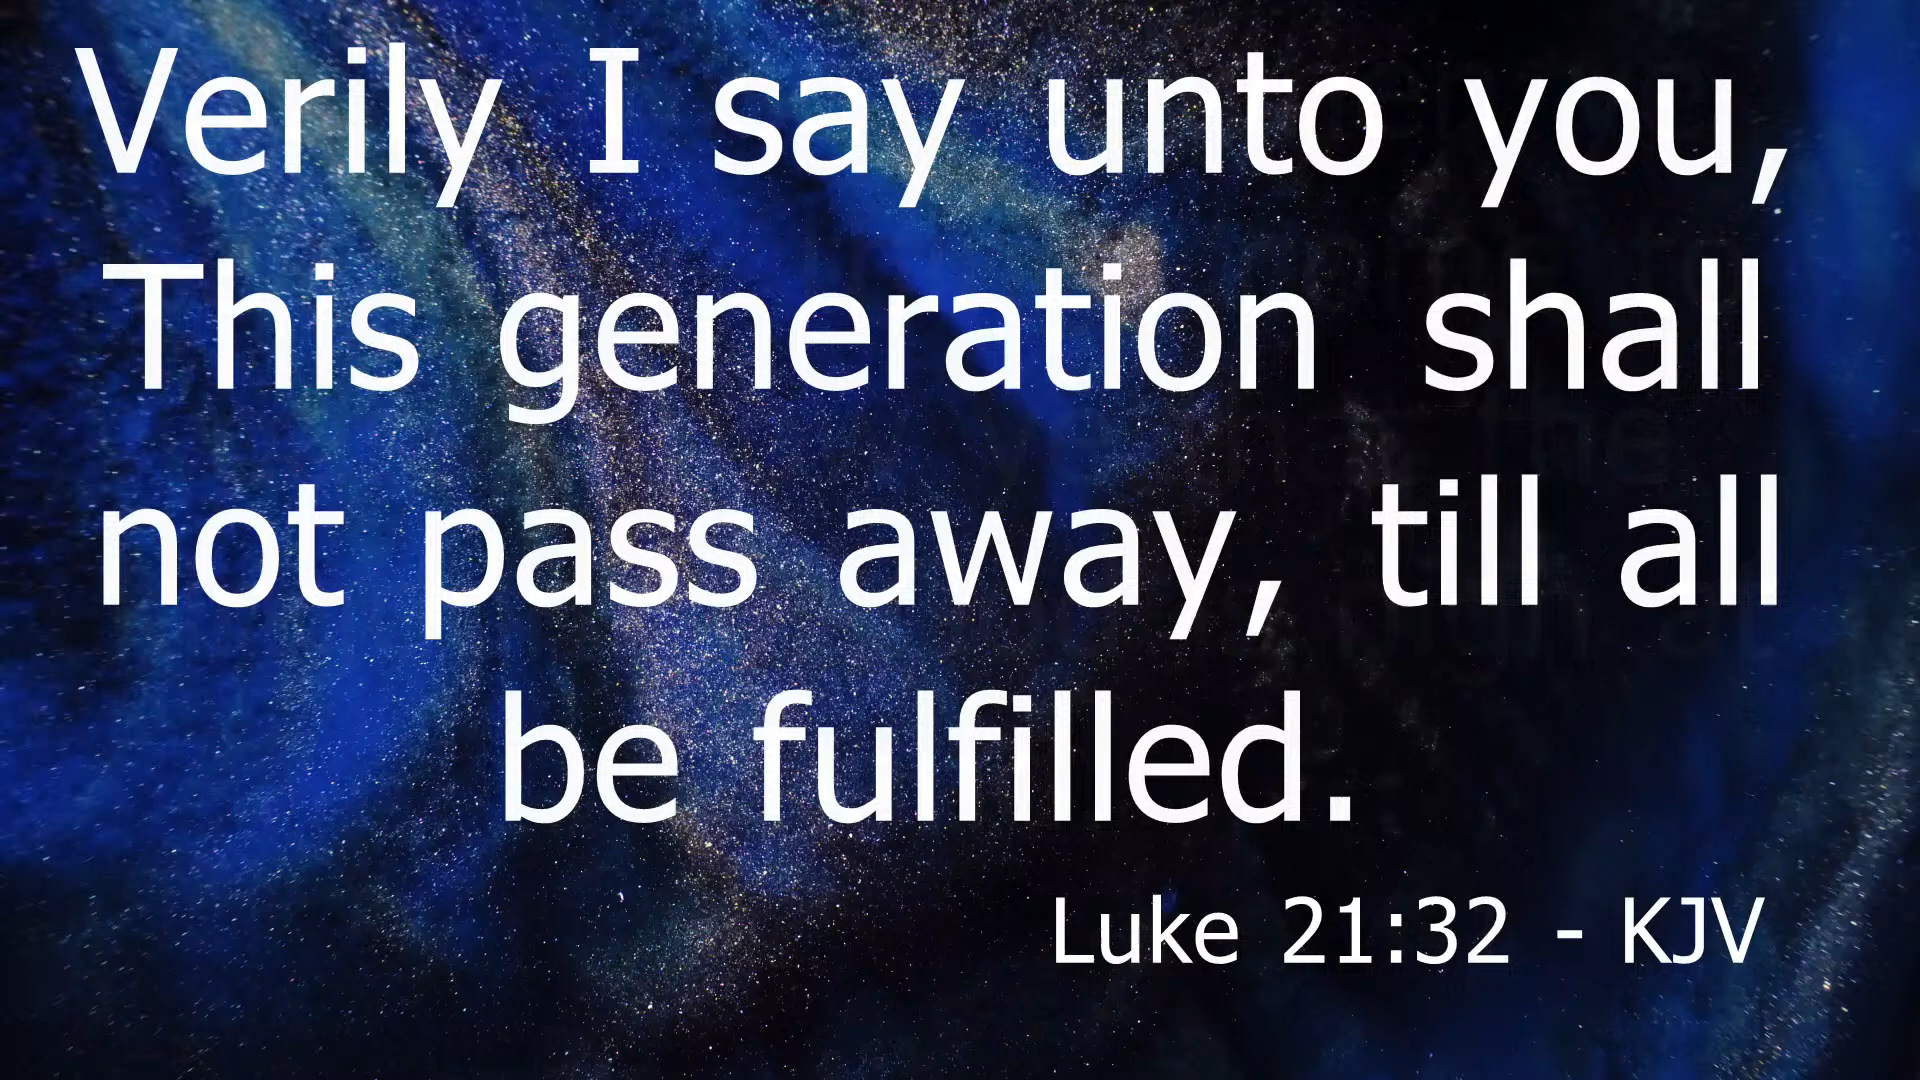 Verily I say unto you,
This generation shall
not pass away, till all
be fulfilled.
Luke 21:32 - KJV